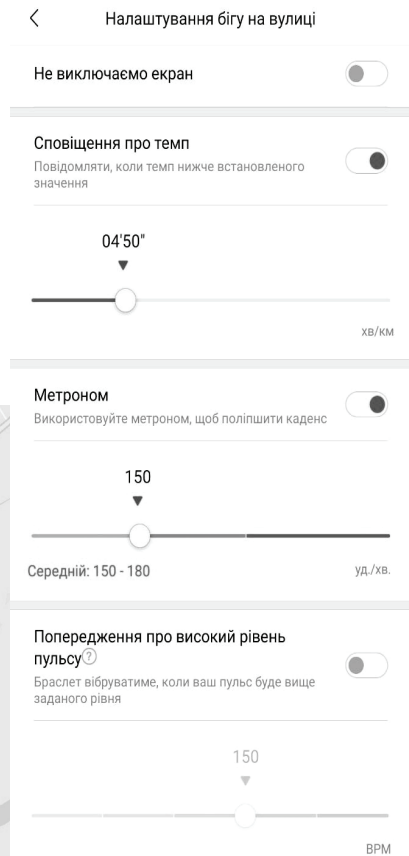 Налаштування бігу на вулиці
Не виключаємо екран
Сповіщення про темп
Повідомляти, коли темп нижче встановленого
значення
04'50"
хв/км
Метроном
Використовуйте метроном, щоб поліпшити каденс
150
Середній: 150 - 180
уд./хв.
Попередження про високий рівень
пульсу?
Браслет вібруватиме, коли ваш пульс буде вище
заданого рівня
150
BPM